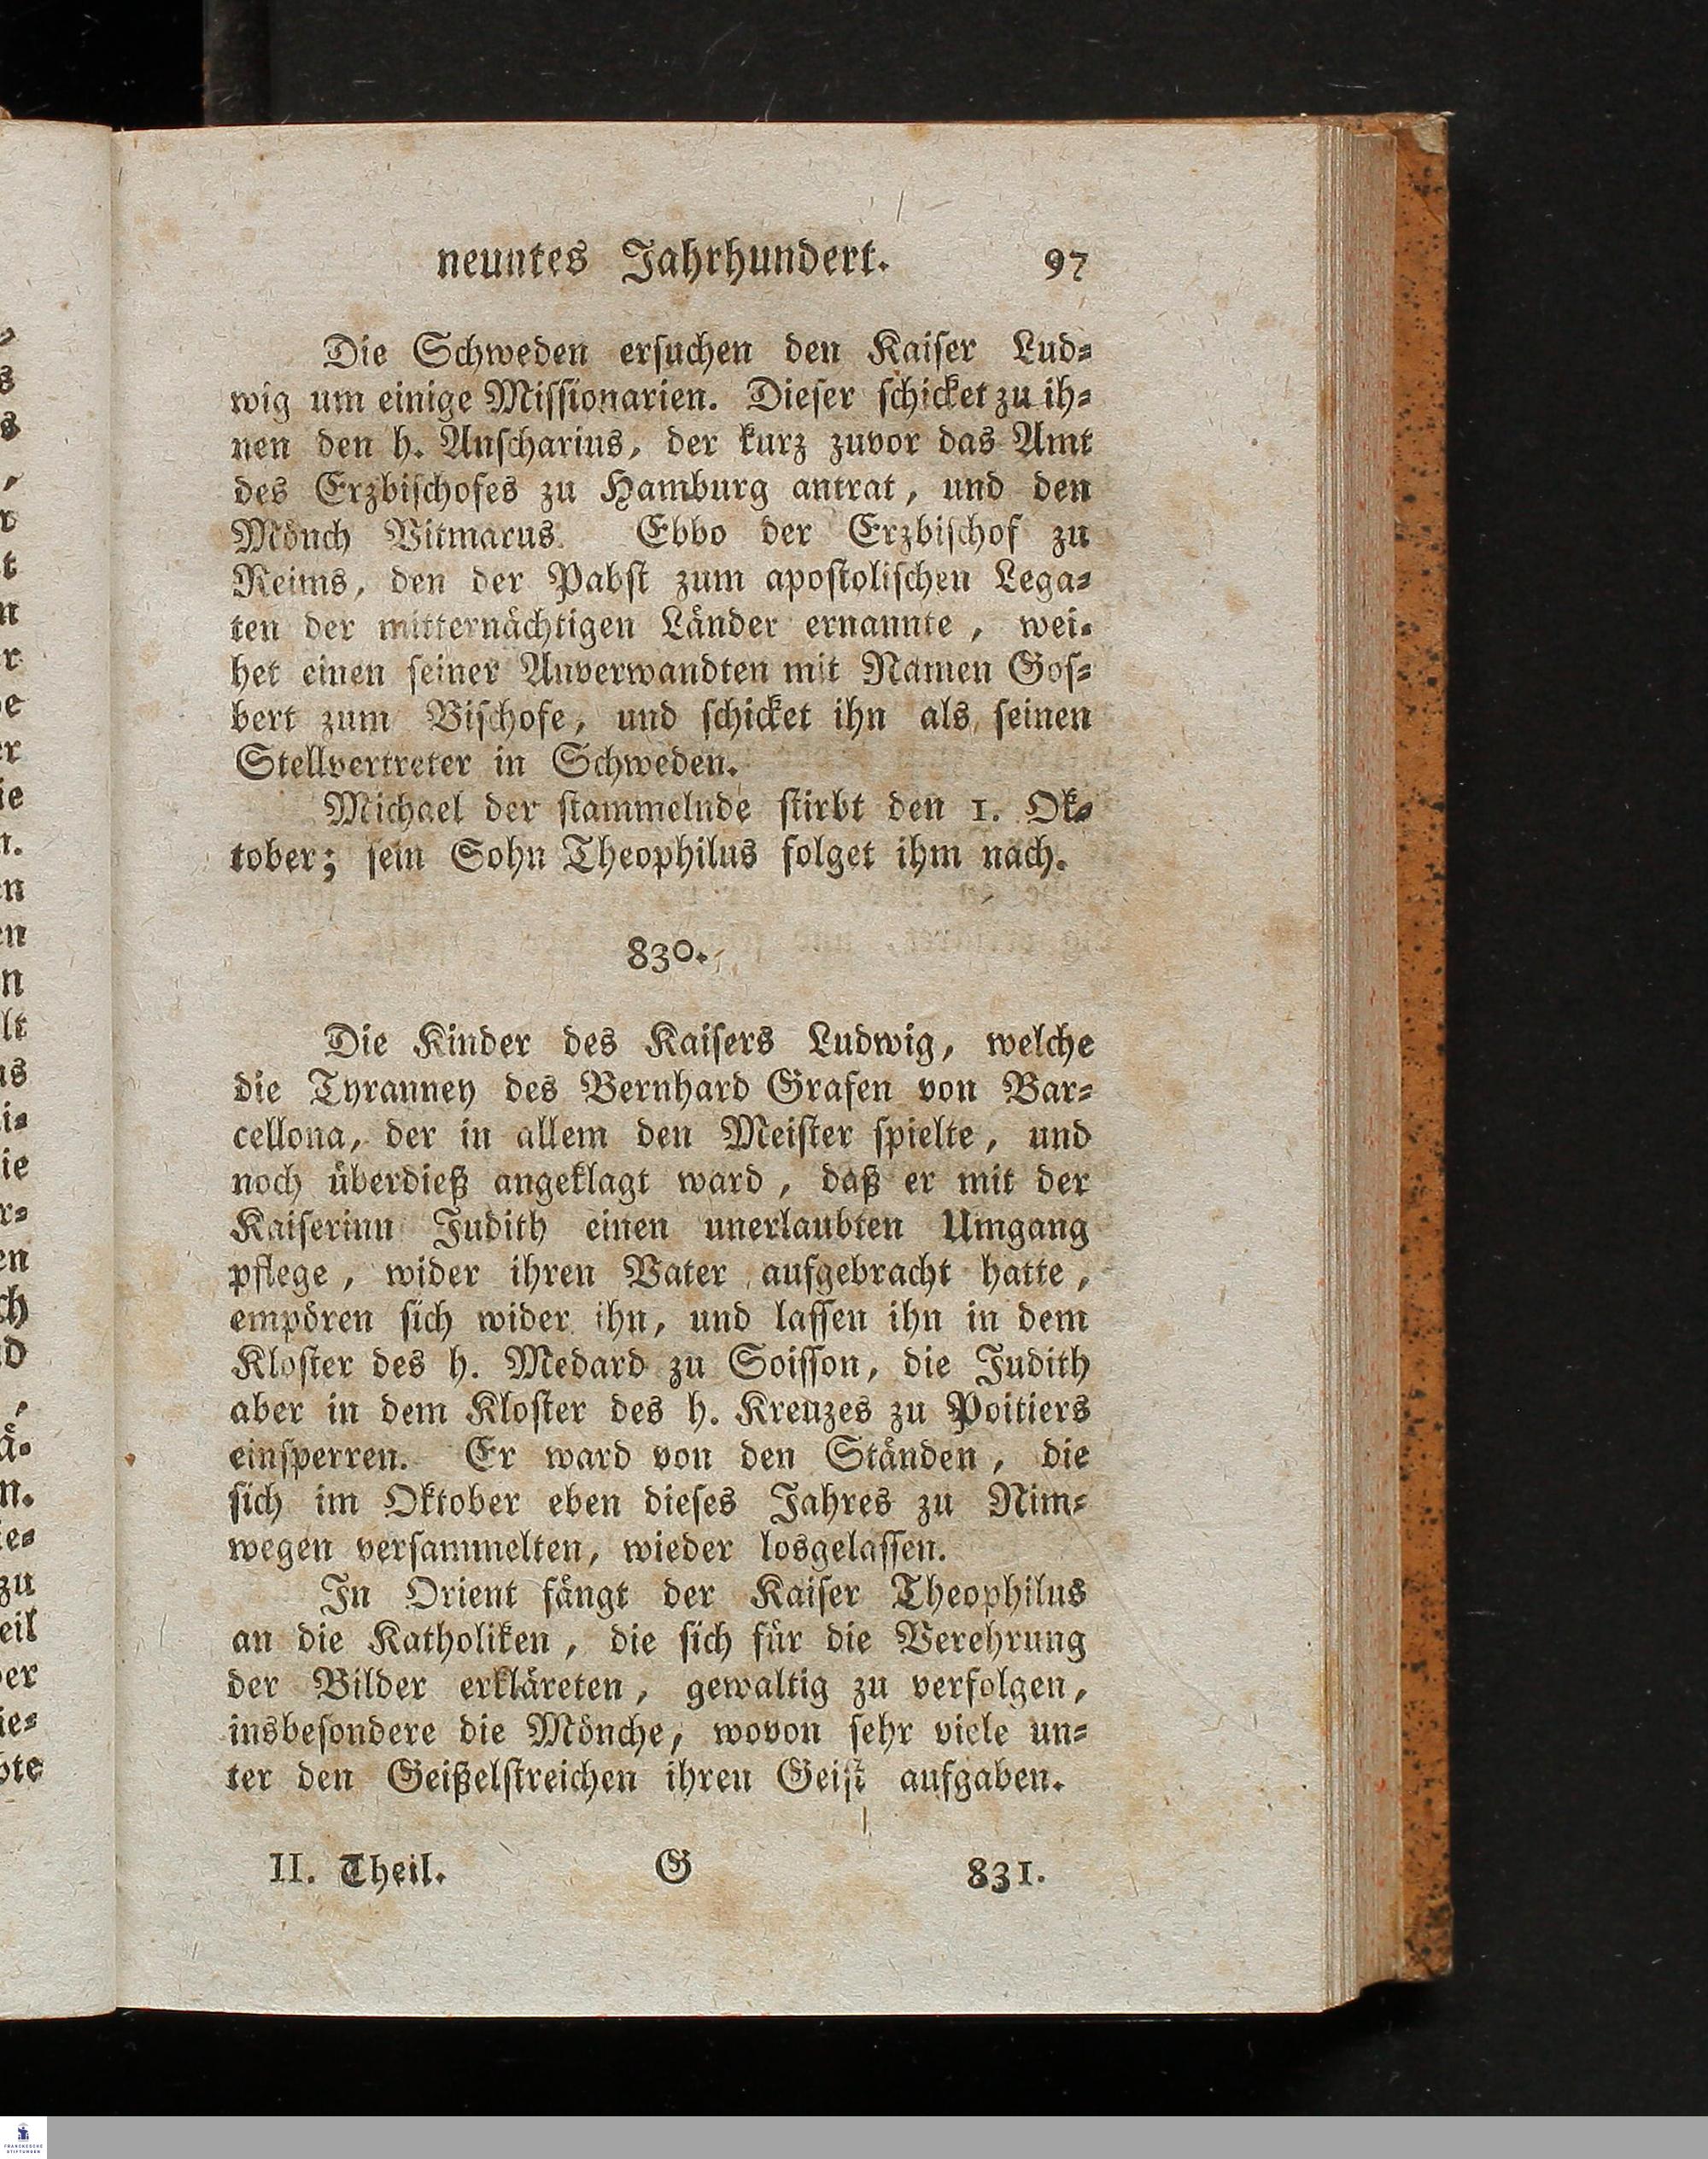 neuntes Jahrhundert. 97
Die Schweden ersuchen den Kaiser Lud=
wig um einige Missionarien. Dieser schicket zu ih=
nen den h. Anscharius, der kurz zuvor das Amt
des Erzbischofes zu Hamburg antrat, und den
Mönch Vitmarus. Ebbo der Erzbischof zu
Reims, den der Pabst zum apostolischen Lega=
ten der mitternächtigen Länder ernannte, wei=
het einen seiner Anverwandten mit Namen Gos=
bert zum Bischofe, und schicket ihn als seinen
Stellvertreter in Schweden.
Michael der stammelnde stirbt den 1. Ok=
tober; sein Sohn Theophilus folget ihm nach.
830.
Die Kinder des Kaisers Ludwig, welche
die Tyranney des Bernhard Grafen von Bar=
cellona, der in allem den Meister spielte, und
noch überdieß angeklagt ward, daß er mit der
Kaiserinn Judith einen unerlaubten Umgang
pflege, wider ihren Vater aufgebracht hatte,
empören sich wider ihn, und lassen ihn in dem
Kloster des h. Medard zu Soisson, die Judith
aber in dem Kloster des h. Kreuzes zu Poitiers
einsperren. Er ward von den Ständen, die
sich im Oktober eben dieses Jahres zu Nim=
wegen versammelten, wieder losgelassen.
In Orient fängt der Kaiser Theophilus
an die Katholiken, die sich für die Verehrung
der Bilder erkläreten, gewaltig zu verfolgen,
insbesondere die Mönche, wovon sehr viele un=
ter den Geißelstreichen ihren Geist aufgaben.
II. Theil. G 831.
FRANCKESCHE
STIFTUNGEN